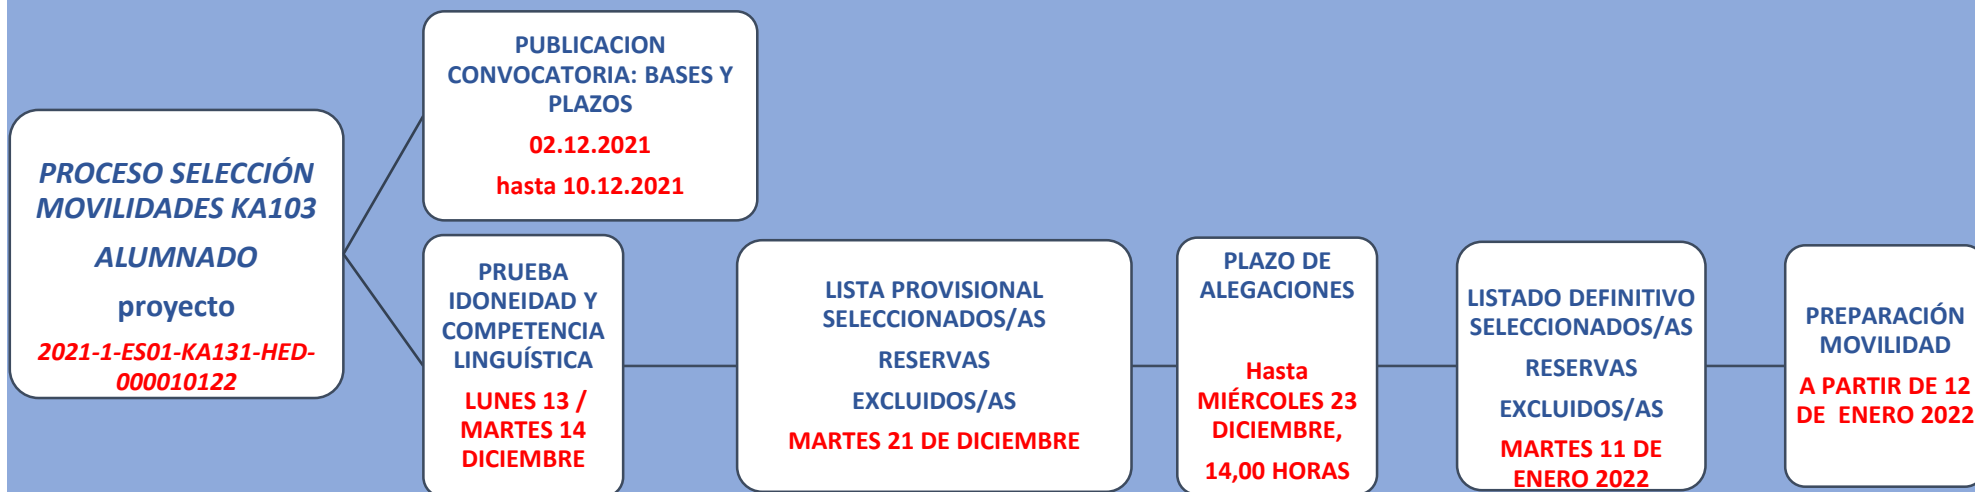 PROCESO SELECCIÓN
MOVILIDADES KA103
ALUMNADO
proyecto
2021-1-ES01-KA131-HED-
000010122
PUBLICACION
CONVOCATORIA: BASES Y
PLAZOS
02.12.2021
hasta 10.12.2021
PRUEBA
IDONEIDAD Y
COMPETENCIA
LINGUÍSTICA
LUNES 13 /
MARTES 14
DICIEMBRE
LISTA PROVISIONAL
SELECCIONADOS/AS
RESERVAS
EXCLUIDOS/AS
MARTES 21 DE DICIEMBRE
PLAZO DE
ALEGACIONES
Hasta
MIÉRCOLES 23
DICIEMBRE,
14,00 HORAS
LISTADO DEFINITIVO
SELECCIONADOS/AS
RESERVAS
EXCLUIDOS/AS
MARTES 11 DE
ENERO 2022
PREPARACIÓN
MOVILIDAD
A PARTIR DE 12
DE ENERO 2022